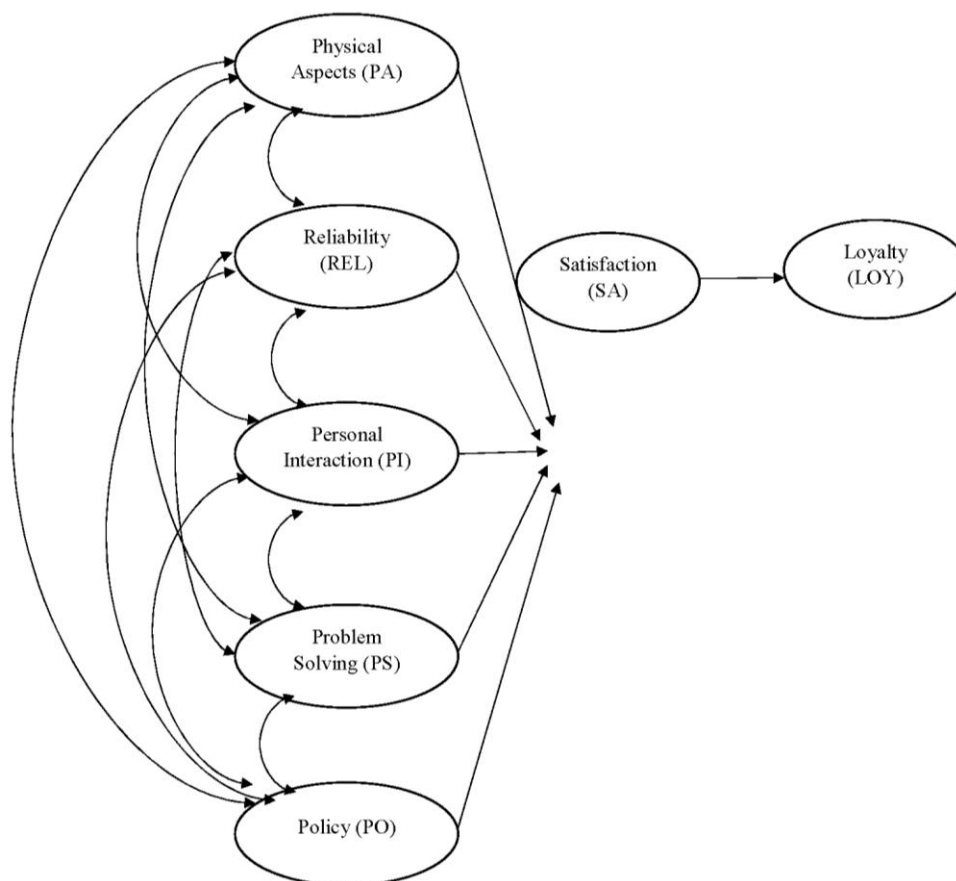 Physical
Aspects (PA)
Reliability
(REL)
Satisfaction
(SA)
Loyalty
(LOY)
Personal
Interaction (PI)
Problem
Solving (PS)
Policy (PO)